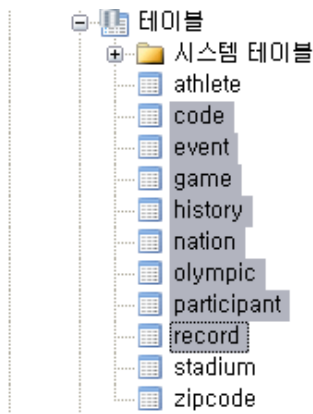 테이블
시스템 테이블
athlete
code
event
game
history
nation
olympic
participant
record
stadium
zipcode